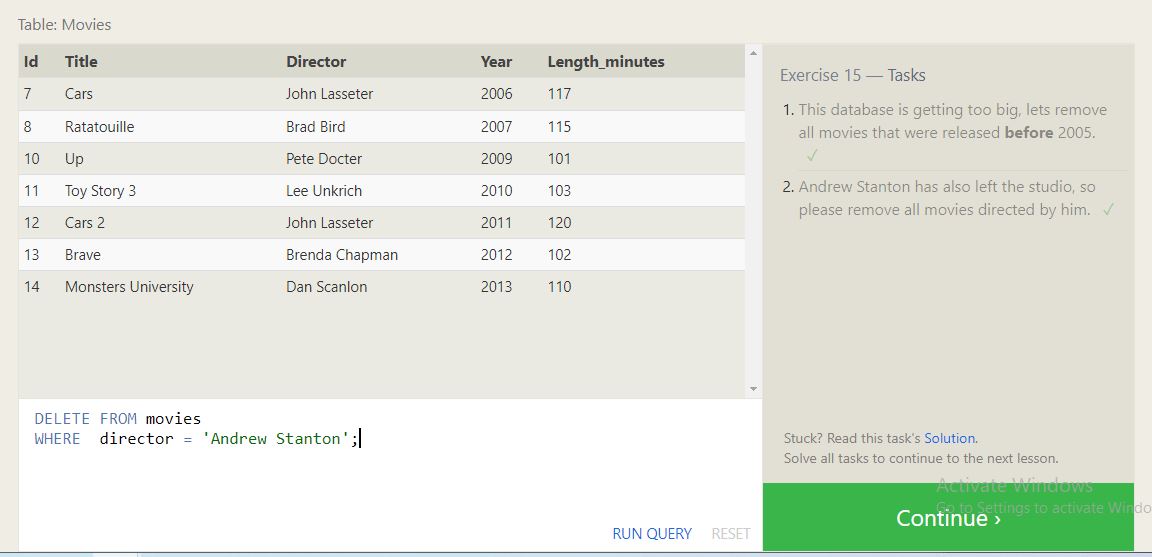 Table: Movies
Id Title Director Year Length_minutes
7 Cars John Lasseter 2006 117
8 Ratatouille Brad Bird 2007 115
10 Up Pete Docter 2009 101
11 Toy Story 3 Lee Unkrich 2010 103
12 Cars 2 John Lasseter 2011 120
13 Brave Brenda Chapman 2012 102
14 Monsters University Dan Scanlon 2013 110
DELETE FROM movies
WHERE  director = 'Andrew Stanton';
RUN QUERY RESET
Exercise 15 — Tasks
1. This database is getting too big, lets remove
all movies that were released before 2005.
✓
2. Andrew Stanton has also left the studio, so
please remove all movies directed by him. ✓
Stuck? Read this task's Solution.
Solve all tasks to continue to the next lesson.
Activate Windows
Go to Settings to activate Windo
Continue ›